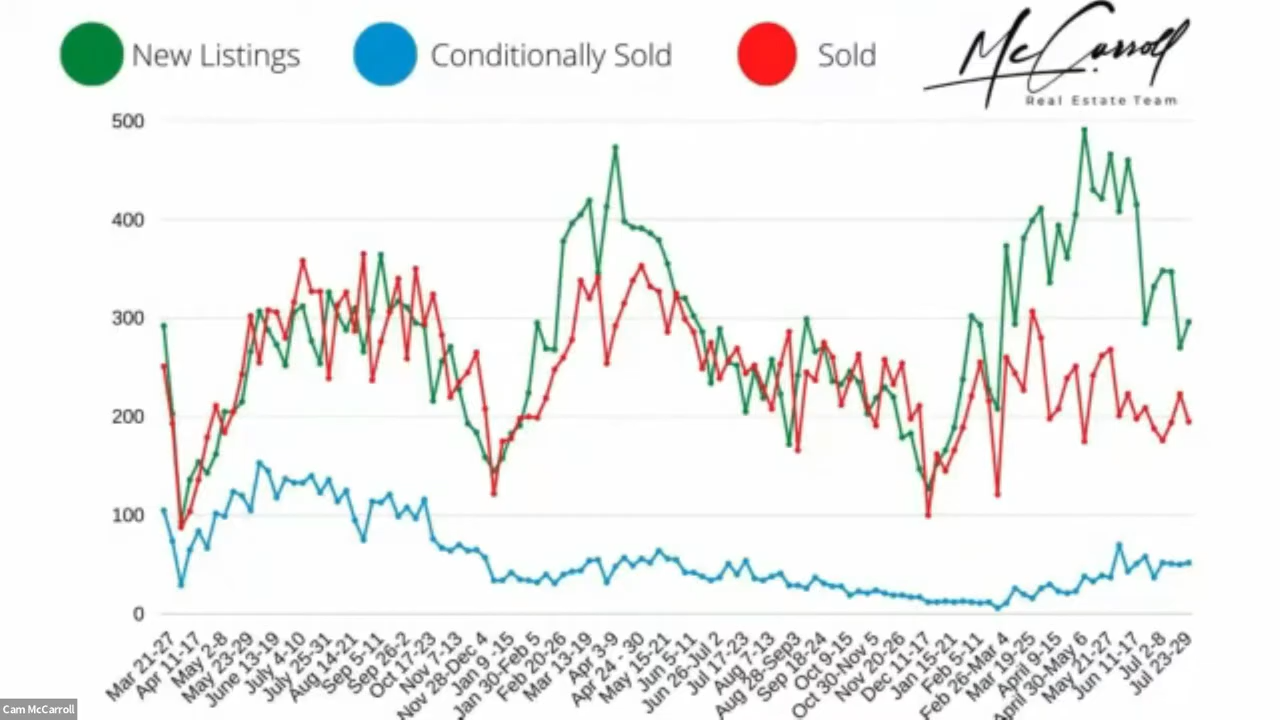 New Listings
Conditionally Sold
Sold
McCarroll
Real Estate Team
500
400
300
200
100
0
Mar 21-27
Apr 11-17
May 2-8
May 23-29
June 13-19
July 4-10
July 25-31
Aug 14-21
Sep 5-11
Sep 26-2
Oct 17-23
Nov 7-13
Nov 28-Dec 4
Jan 9 -15
Jan 30-Feb 5
Feb 20-26
Mar 13-19
Apr 3-9
Apr 24 - 30
May 15-21
Jun 5-11
Jun 26-Jul 2
Jul 17-23
Aug 7-13
Aug 28-Sep3
Sep 18-24
Oct 9-15
Oct 30-Nov 5
Nov 20-26
Dec 11-17
Jan 15-21
Feb 5-11
Feb 26-Mar 4
Mar 19-25
April 9-15
April 30-May 6
May 21-27
Jun 11-17
Jul 2-8
Jul 23-29
Cam McCarroll